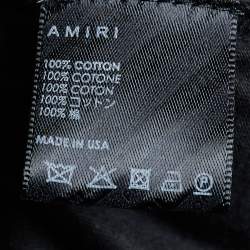 AMIRI
100% COTTON
100% COTONE
100% COTON
100% コットン
100% 綿
MADE IN USA
P